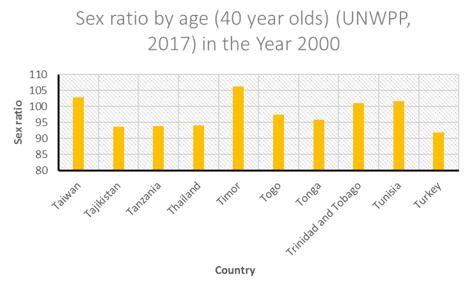 Sex ratio by age (40 year olds) (UNWPP,
2017) in the Year 2000
110
105
100
95
90
85
80
Sex ratio
Taiwan
Tajikistan
Tanzania
Thailand
Timor
Togo
Tonga
Trinidad and Tobago
Tunisia
Turkey
Country